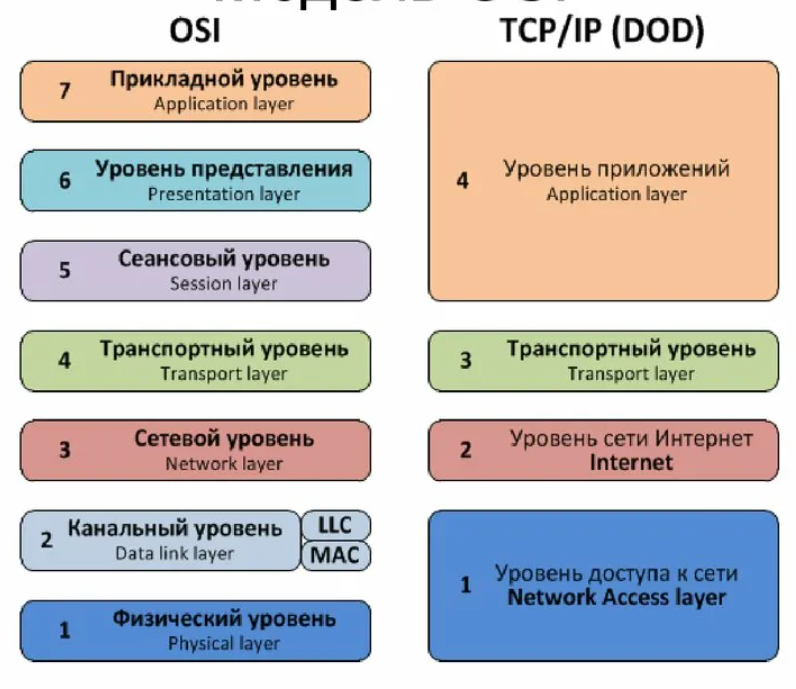 OSI
TCP/IP (DOD)
7
Прикладной уровень
Application layer
6
Уровень представления
Presentation layer
5
Сеансовый уровень
Session layer
4
Транспортный уровень
Transport layer
3
Сетевой уровень
Network layer
2
Канальный уровень
Data link layer
LLC
MAC
1
Физический уровень
Physical layer
4
Уровень приложений
Application layer
3
Транспортный уровень
Transport layer
2
Уровень сети Интернет
Internet
1
Уровень доступа к сети
Network Access layer